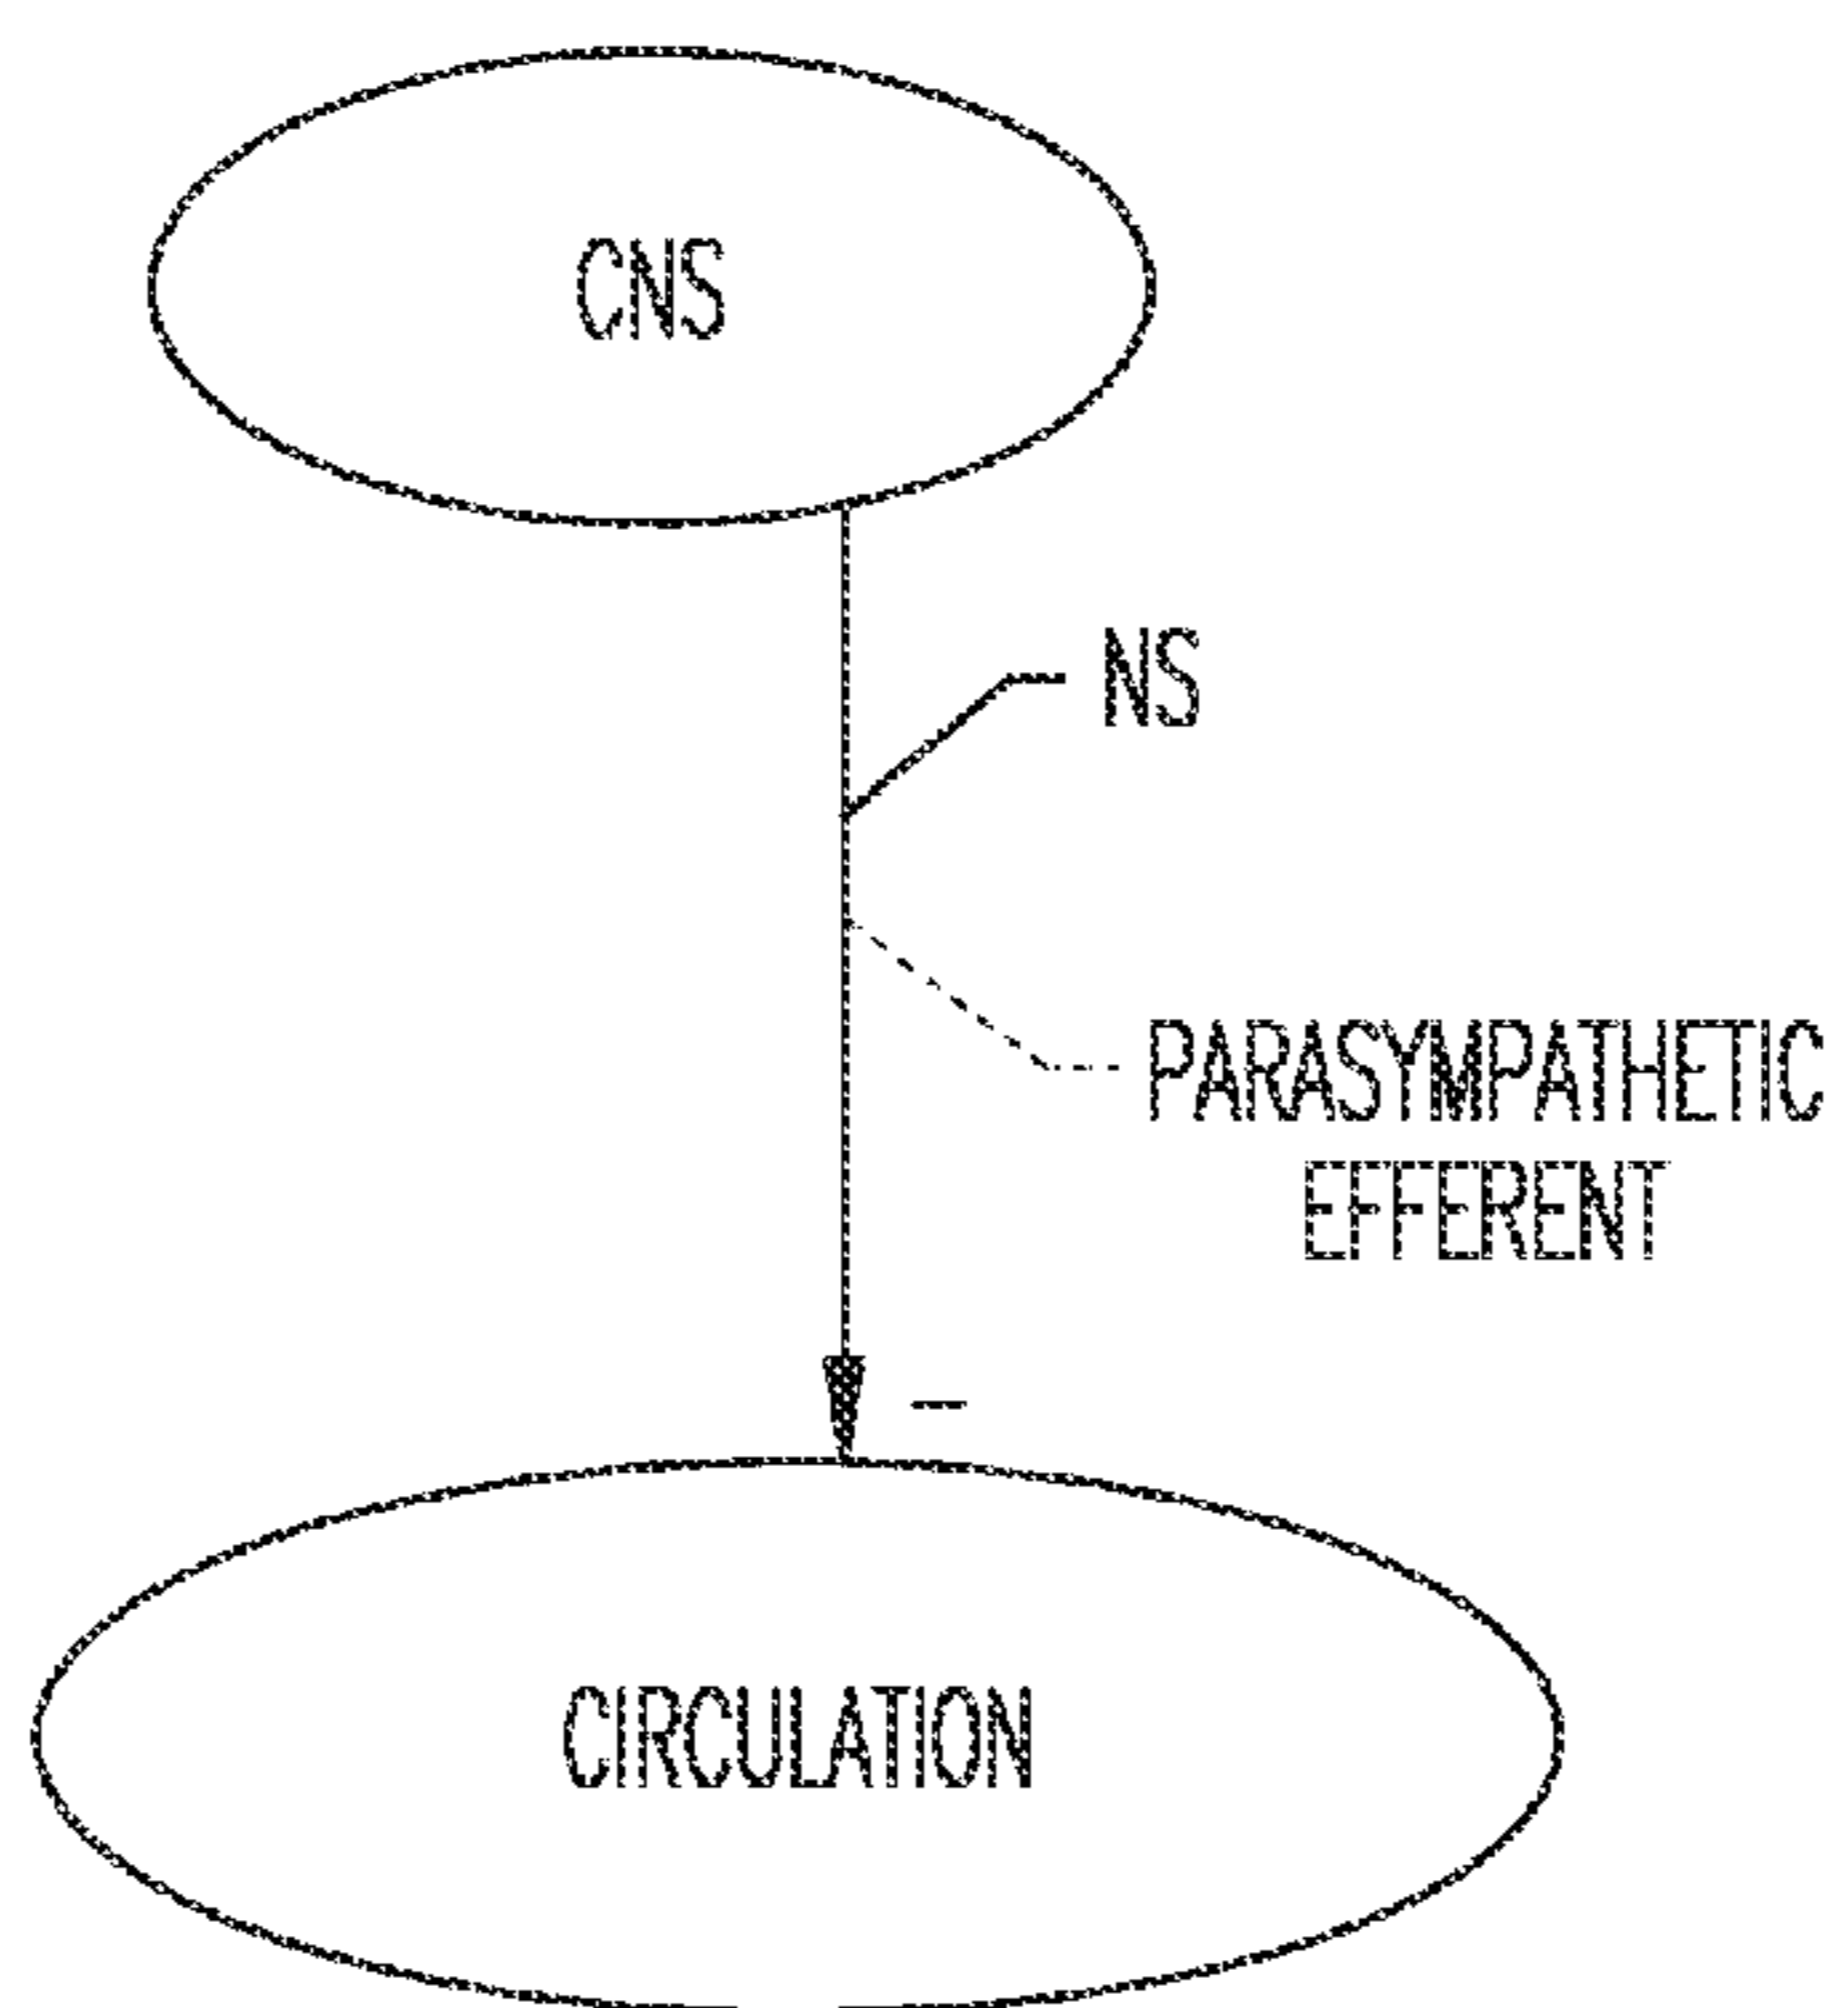 CNS
NS
PARASYMPATHETIC
EFFERENT
−
CIRCULATION